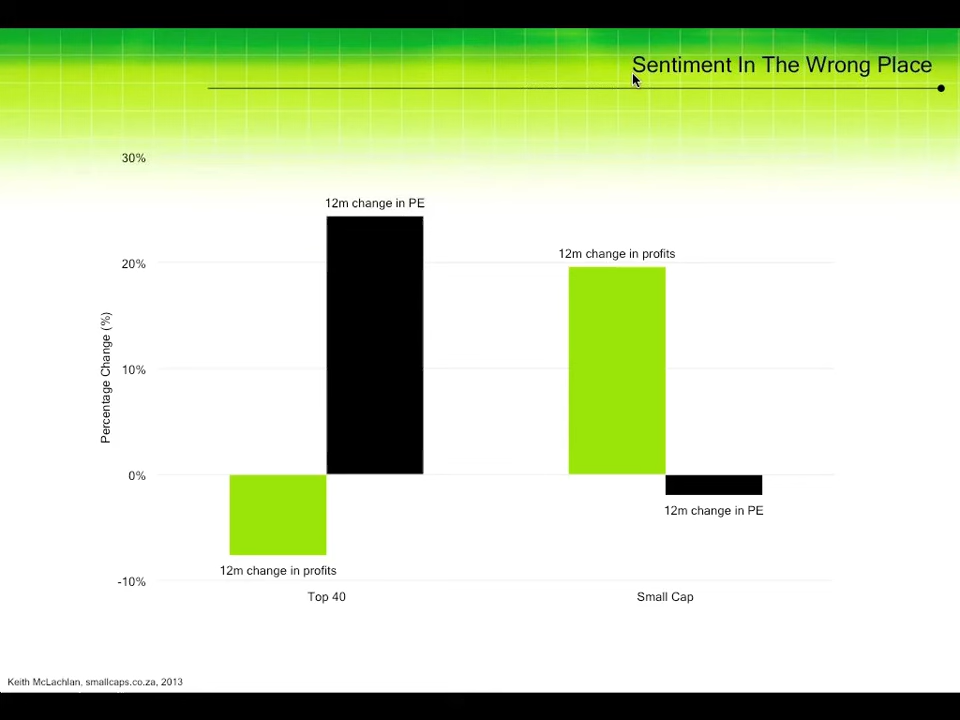 Sentiment In The Wrong Place
30%
12m change in PE
12m change in profits
20%
Percentage Change (%)
10%
0%
12m change in PE
12m change in profits
-10%
Top 40
Small Cap
Keith McLachlan, smallcaps.co.za, 2013